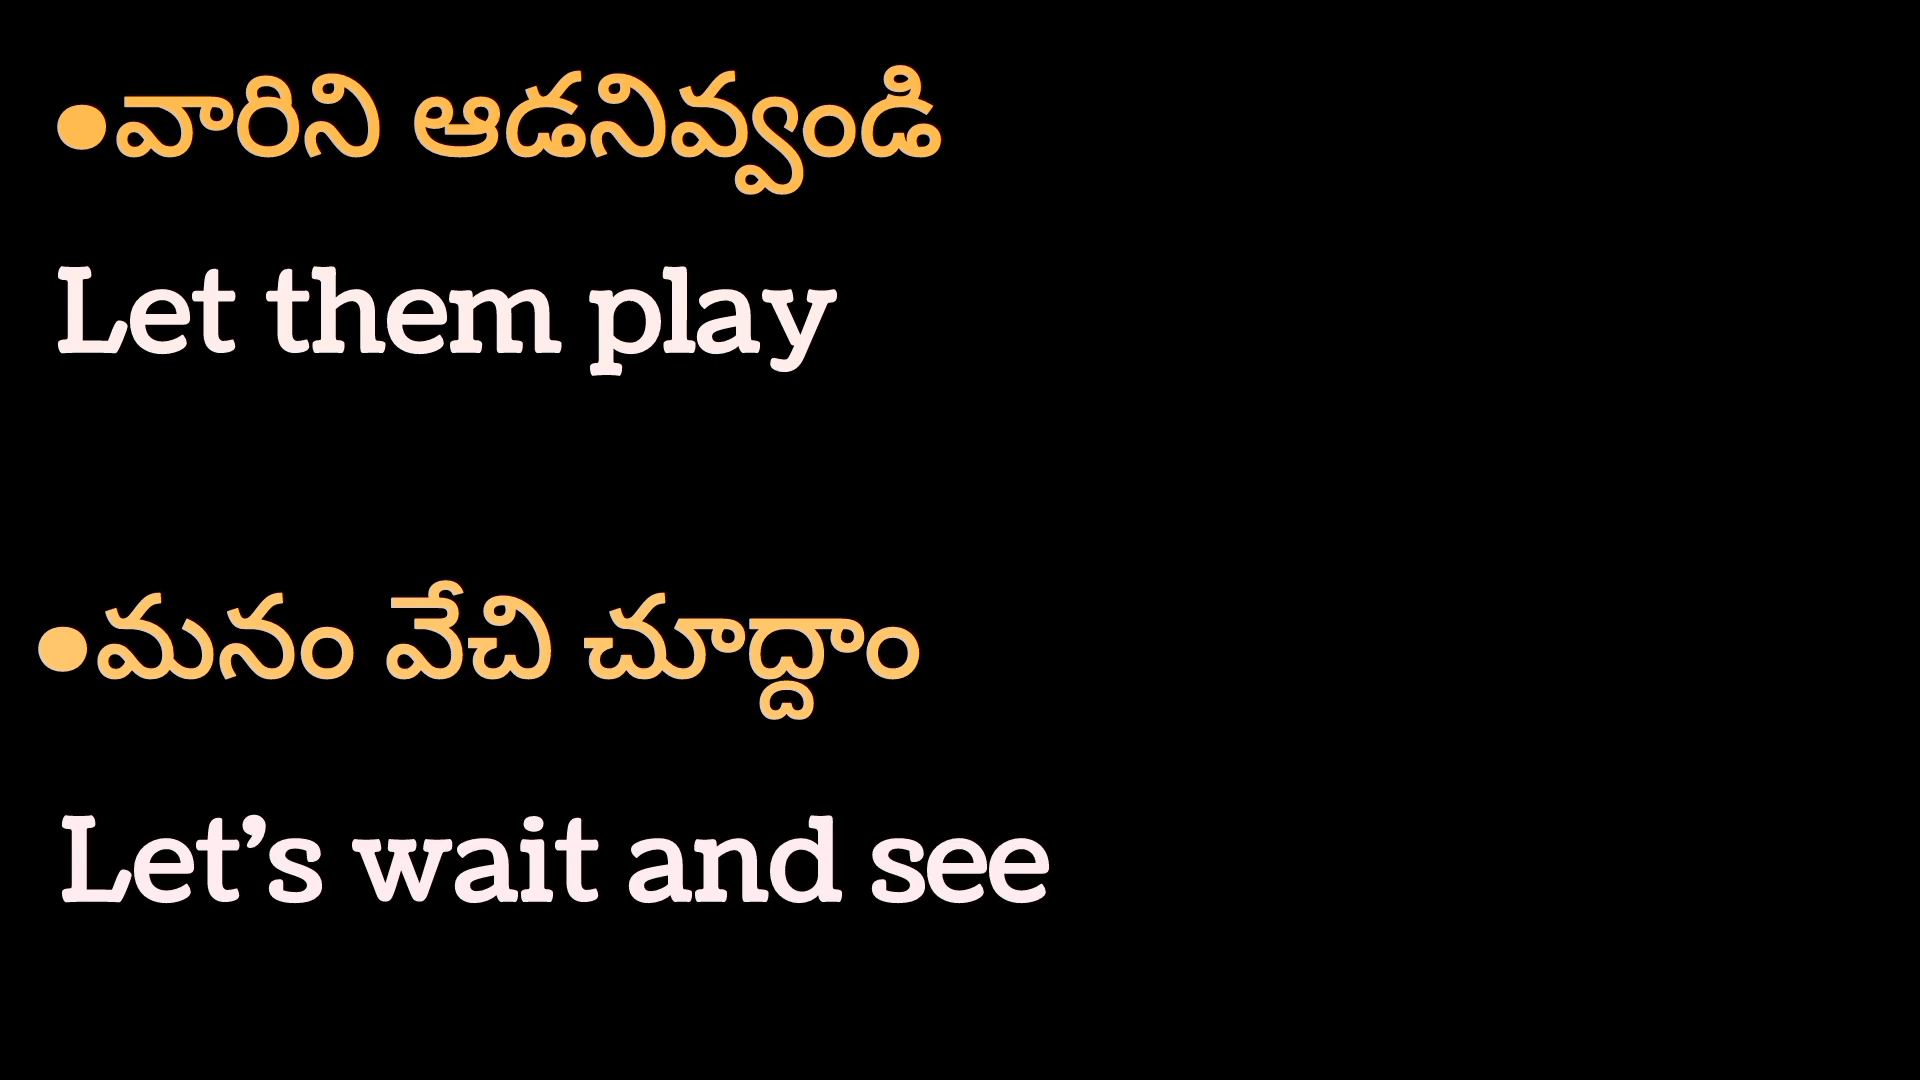 ●వారిని ఆడనివ్వండి
Let them play
●మనం వేచి చూద్దాం
Let’s wait and see